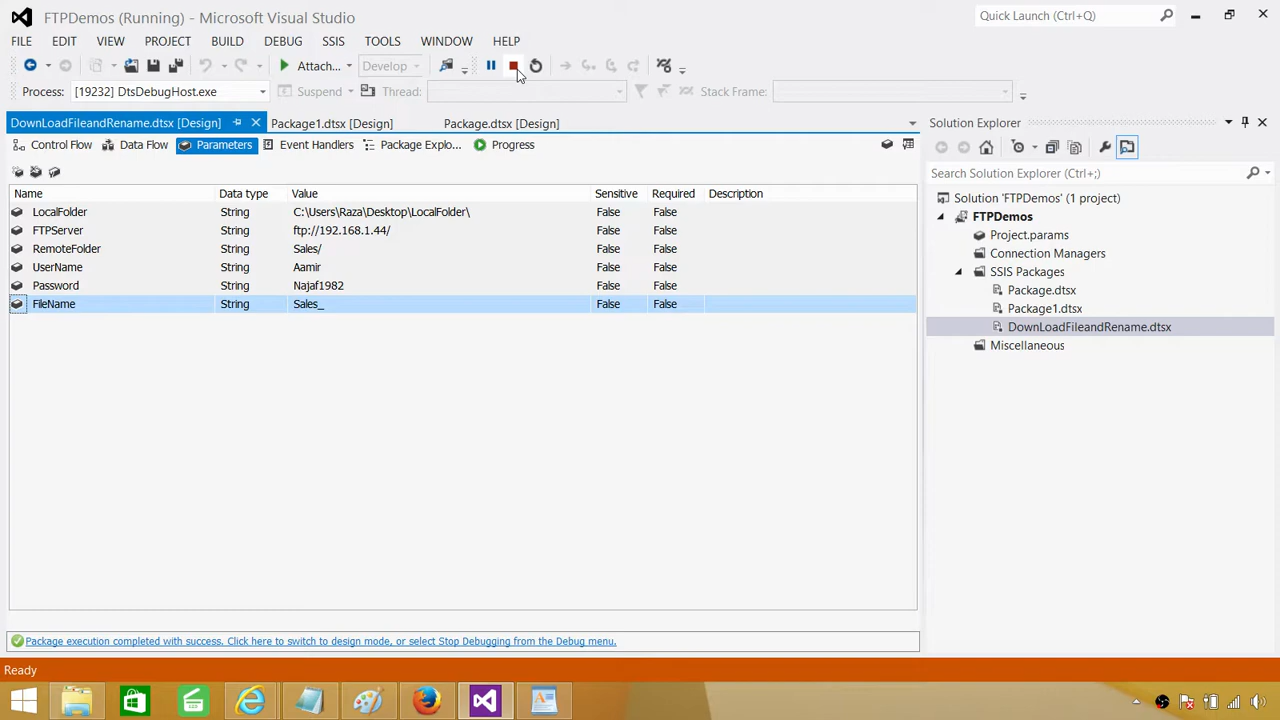 FTPDemos (Running) - Microsoft Visual Studio
Quick Launch (Ctrl+Q)
FILE EDIT VIEW PROJECT BUILD DEBUG SSIS TOOLS WINDOW HELP
Attach... Develop
Process: [19232] DtsDebugHost.exe Suspend Thread: Stack Frame:
DownLoadFileandRename.dtsx [Design] Package1.dtsx [Design] Package.dtsx [Design]
Solution Explorer
Control Flow Data Flow Parameters Event Handlers Package Explo... Progress
Search Solution Explorer (Ctrl+;)
Name Data type Value Sensitive Required Description
LocalFolder String C:\Users\Raza\Desktop\LocalFolder\ False False
FTPServer String ftp://192.168.1.44/ False False
RemoteFolder String Sales/ False False
UserName String Aamir False False
Password String Najaf1982 False False
FileName String Sales_ False False
Solution 'FTPDemos' (1 project)
FTPDemos
Project.params
Connection Managers
SSIS Packages
Package.dtsx
Package1.dtsx
DownLoadFileandRename.dtsx
Miscellaneous
Package execution completed with success. Click here to switch to design mode, or select Stop Debugging from the Debug menu.
Ready